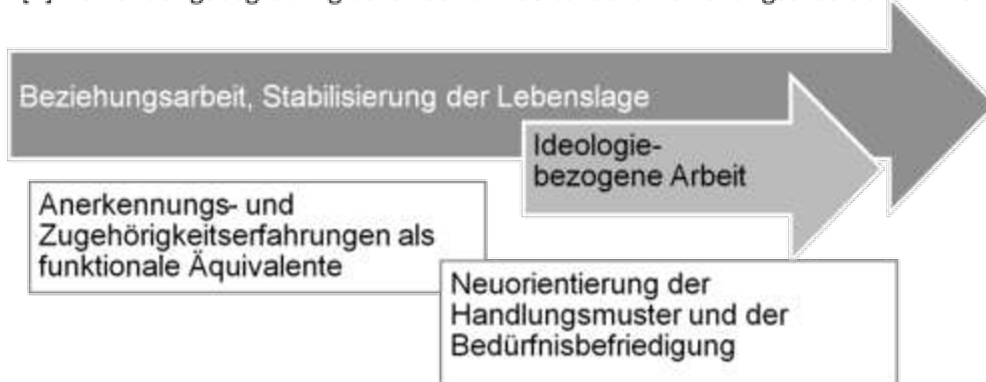 Beziehungsarbeit, Stabilisierung der Lebenslage
Ideologie-
bezogene Arbeit
Anerkennungs- und
Zugehörigkeitserfahrungen als
funktionale Äquivalente
Neuorientierung der
Handlungsmuster und der
Bedürfnisbefriedigung